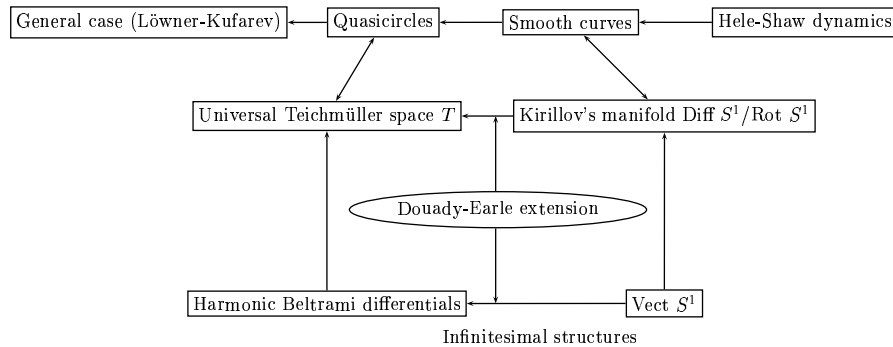 General case (Löwner-Kufarev)
Quasicircles
Smooth curves
Hele-Shaw dynamics
Universal Teichmüller space T
Kirillov's manifold Diff S¹/Rot S¹
Douady-Earle extension
Harmonic Beltrami differentials
Vect S¹
Infinitesimal structures